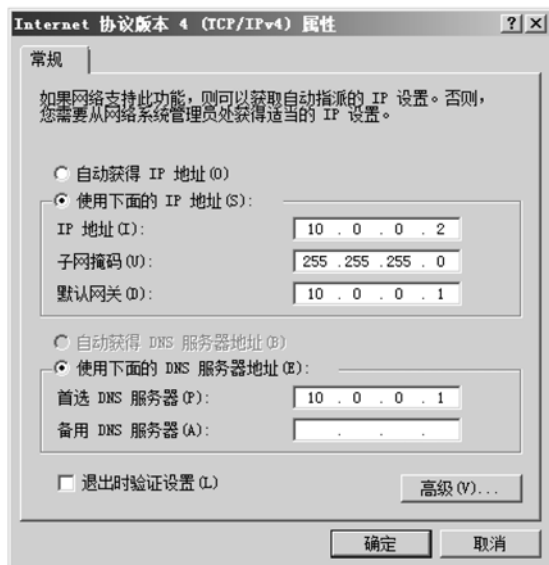 Internet 协议版本 4 (TCP/IPv4) 属性
常规
如果网络支持此功能，则可以获取自动指派的 IP 设置。否则，
您需要从网络系统管理员处获得适当的 IP 设置。
自动获得 IP 地址(O)
使用下面的 IP 地址(S):
IP 地址(I): 10 . 0 . 0 . 2
子网掩码(U): 255 .255 .255 . 0
默认网关(D): 10 . 0 . 0 . 1
自动获得 DNS 服务器地址(B)
使用下面的 DNS 服务器地址(E):
首选 DNS 服务器(P): 10 . 0 . 0 . 1
备用 DNS 服务器(A): . . .
退出时验证设置(L)
高级(V)...
确定 取消